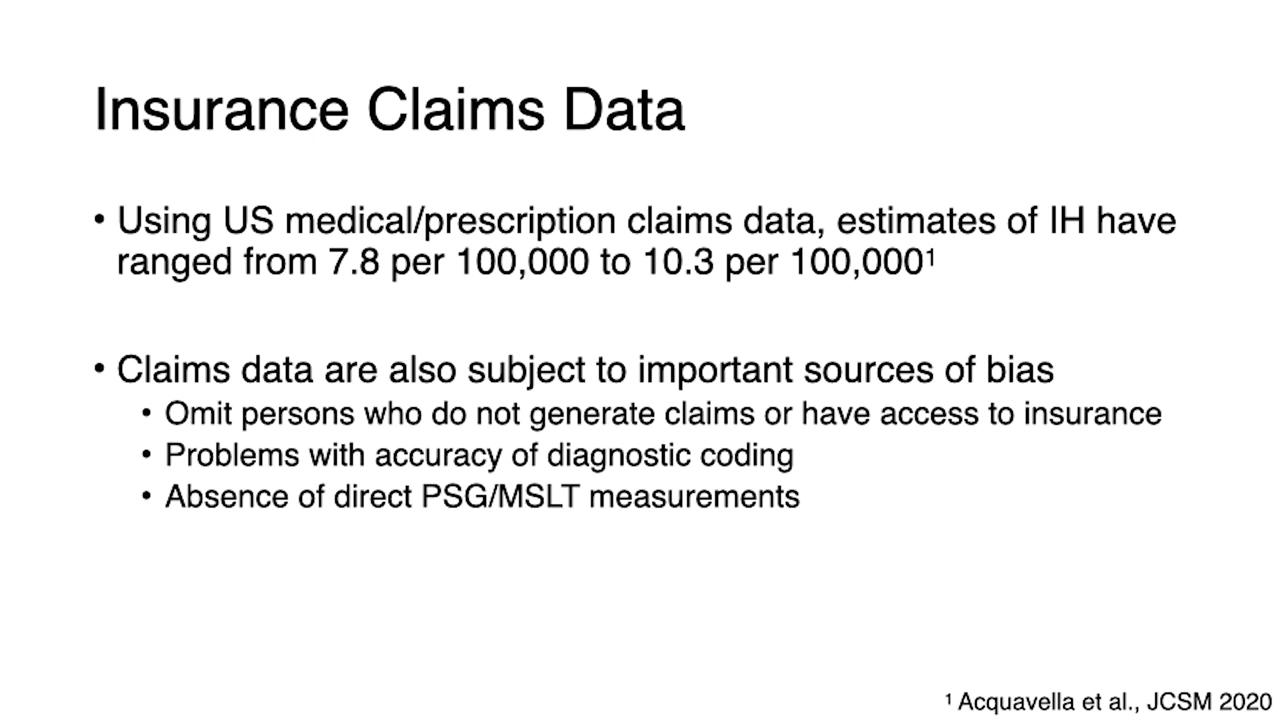 Insurance Claims Data
• Using US medical/prescription claims data, estimates of IH have
ranged from 7.8 per 100,000 to 10.3 per 100,000¹
• Claims data are also subject to important sources of bias
• Omit persons who do not generate claims or have access to insurance
• Problems with accuracy of diagnostic coding
• Absence of direct PSG/MSLT measurements
¹ Acquavella et al., JCSM 2020